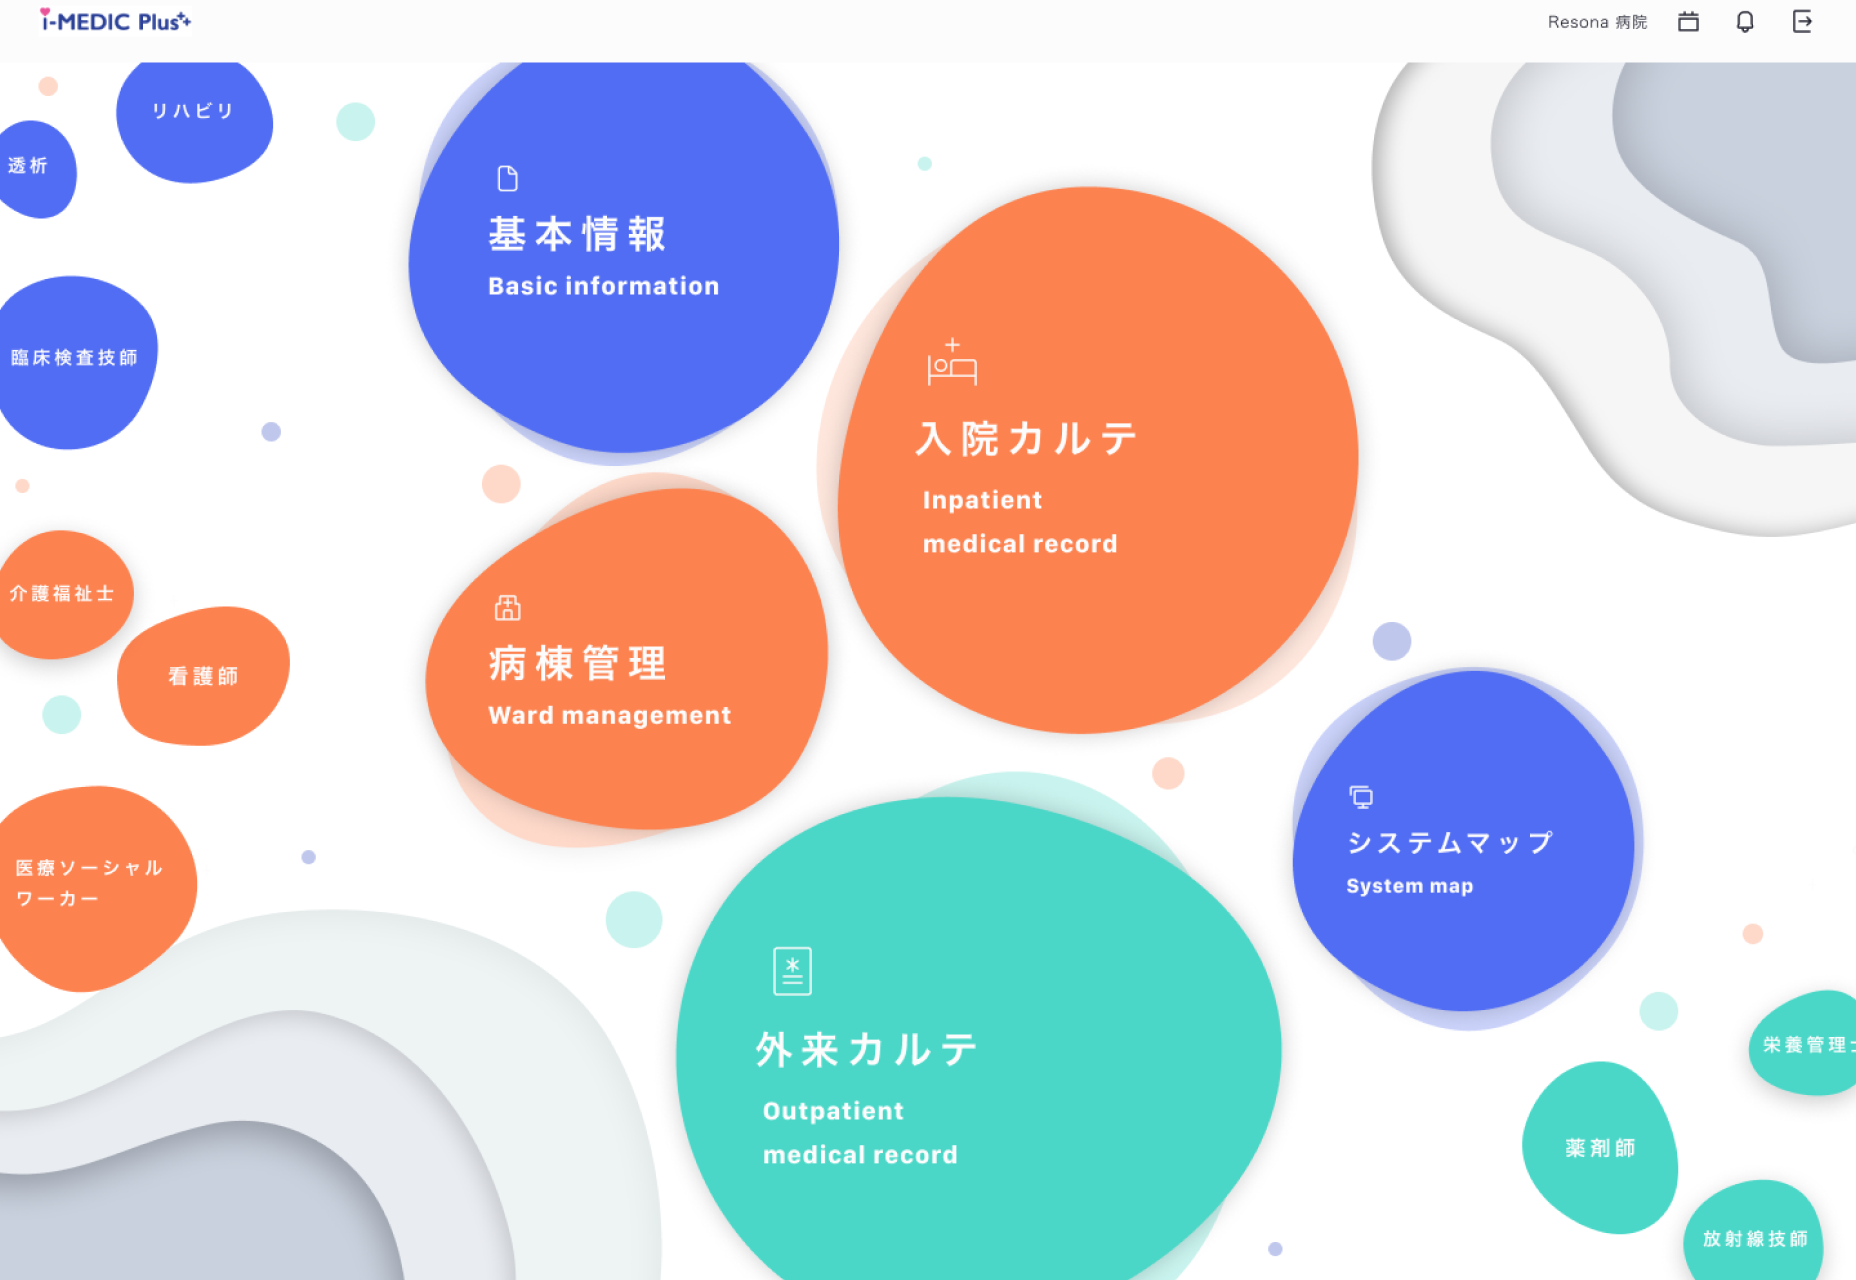 i-MEDIC Plus
Resona 病院
リハビリ
透析
臨床検査技師
介護福祉士
看護師
医療ソーシャル
ワーカー
基本情報
Basic information
入院カルテ
Inpatient
medical record
病棟管理
Ward management
外来カルテ
Outpatient
medical record
システムマップ
System map
栄養管理士
薬剤師
放射線技師